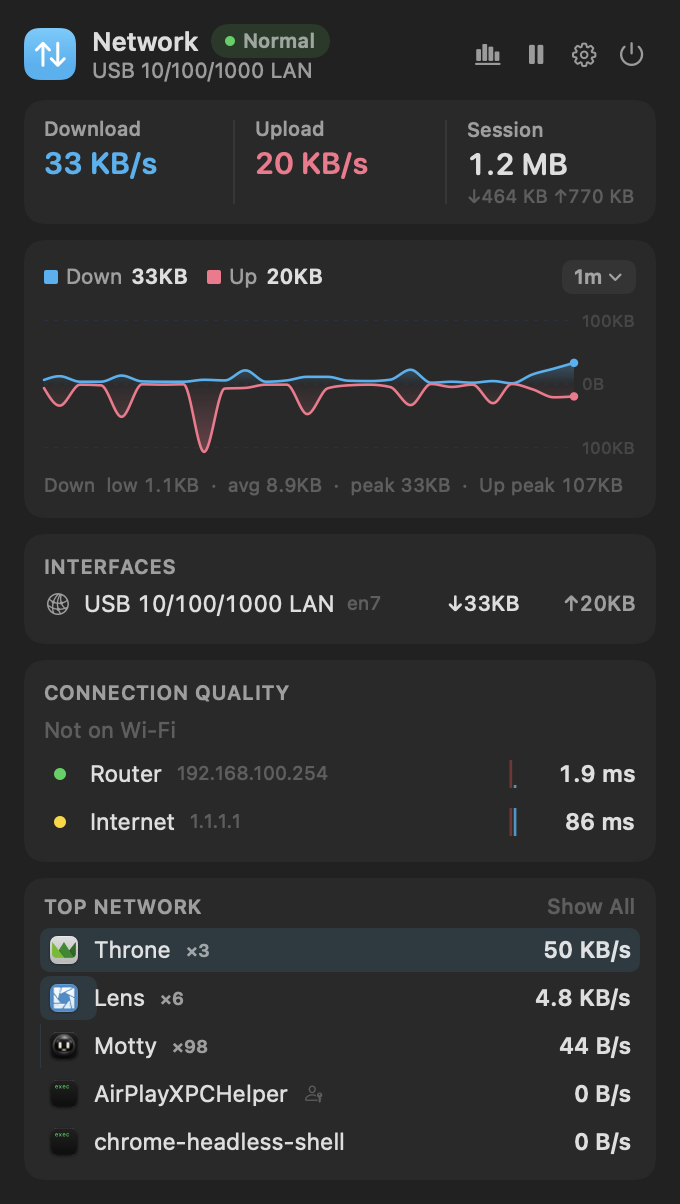 Network Normal
USB 10/100/1000 LAN
Download Upload Session
33 KB/s 20 KB/s 1.2 MB
↓464 KB ↑770 KB
Down 33KB Up 20KB 1m
100KB
0B
100KB
Down low 1.1KB · avg 8.9KB · peak 33KB · Up peak 107KB
INTERFACES
USB 10/100/1000 LAN en7 ↓33KB ↑20KB
CONNECTION QUALITY
Not on Wi-Fi
Router 192.168.100.254 1.9 ms
Internet 1.1.1.1 86 ms
TOP NETWORK Show All
Throne ×3 50 KB/s
Lens ×6 4.8 KB/s
Motty ×98 44 B/s
exec AirPlayXPCHelper 0 B/s
exec chrome-headless-shell 0 B/s